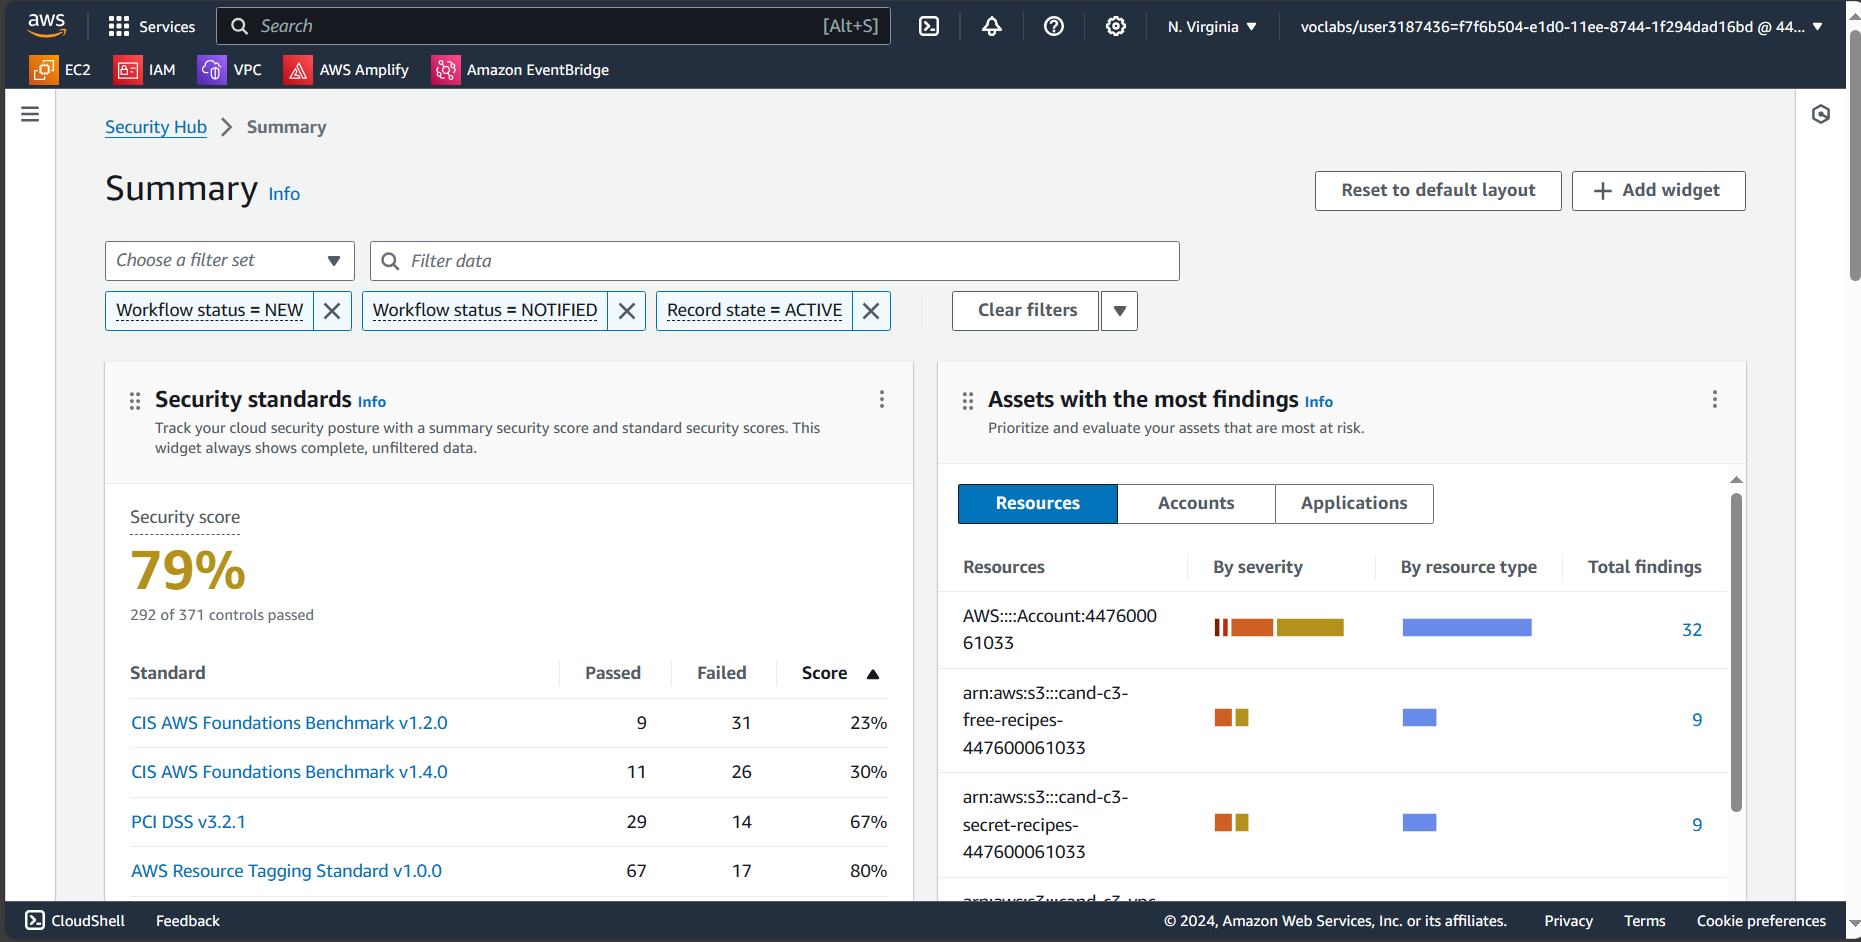 aws
Services
Search
[Alt+S]
N. Virginia
voclabs/user3187436=f7f6b504-e1d0-11ee-8744-1f294dad16bd @ 44...
EC2
IAM
VPC
AWS Amplify
Amazon EventBridge
Security Hub
Summary
Summary
Info
Reset to default layout
Add widget
Choose a filter set
Filter data
Workflow status = NEW
Workflow status = NOTIFIED
Record state = ACTIVE
Clear filters
Security standards Info
Track your cloud security posture with a summary security score and standard security scores. This
widget always shows complete, unfiltered data.
Security score
79%
292 of 371 controls passed
Standard Passed Failed Score
CIS AWS Foundations Benchmark v1.2.0 9 31 23%
CIS AWS Foundations Benchmark v1.4.0 11 26 30%
PCI DSS v3.2.1 29 14 67%
AWS Resource Tagging Standard v1.0.0 67 17 80%
Assets with the most findings Info
Prioritize and evaluate your assets that are most at risk.
Resources
Accounts
Applications
Resources By severity By resource type Total findings
AWS::::Account:4476000
61033
32
arn:aws:s3:::cand-c3-
free-recipes-
447600061033
9
arn:aws:s3:::cand-c3-
secret-recipes-
447600061033
9
CloudShell
Feedback
© 2024, Amazon Web Services, Inc. or its affiliates.
Privacy
Terms
Cookie preferences